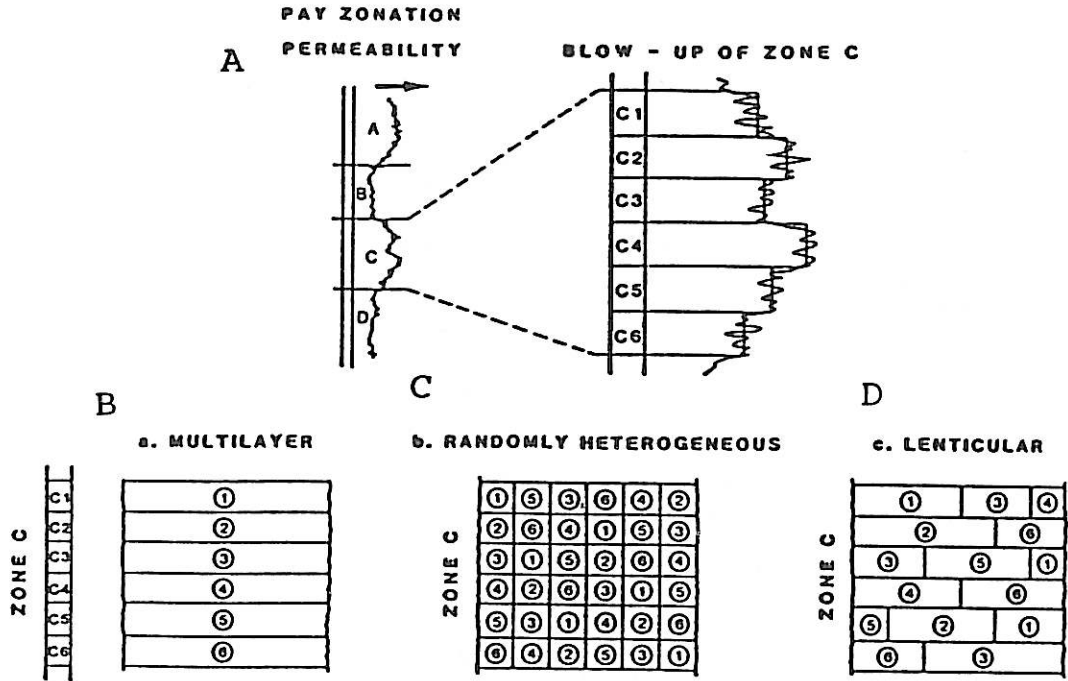 PAY ZONATION
PERMEABILITY
A
BLOW - UP OF ZONE C
A
B
C
D
C1
C2
C3
C4
C5
C6
B
a. MULTILAYER
ZONE C
C1
C2
C3
C4
C5
C6
1
2
3
4
5
6
C
b. RANDOMLY HETEROGENEOUS
ZONE C
1 5 3 6 4 2
2 6 4 1 5 3
3 1 5 2 6 4
4 2 6 3 1 5
5 3 1 4 2 6
6 4 2 5 3 1
D
c. LENTICULAR
ZONE C
1 3 4
2 6
3 5 1
4 6
5 2 1
6 3